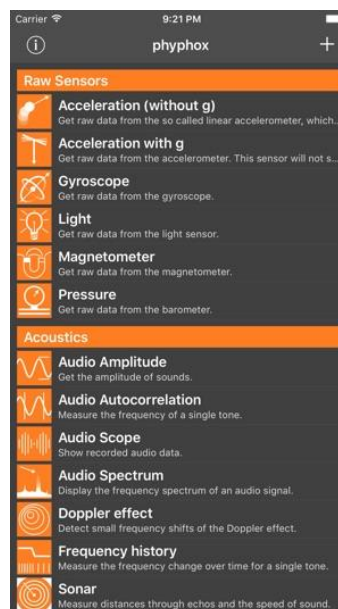 Carrier 9:21 PM
phyphox
Raw Sensors
Acceleration (without g)
Get raw data from the so called linear accelerometer, which...
Acceleration with g
Get raw data from the accelerometer. This sensor will not s...
Gyroscope
Get raw data from the gyroscope.
Light
Get raw data from the light sensor.
Magnetometer
Get raw data from the magnetometer.
Pressure
Get raw data from the barometer.
Acoustics
Audio Amplitude
Get the amplitude of sounds.
Audio Autocorrelation
Measure the frequency of a single tone.
Audio Scope
Show recorded audio data.
Audio Spectrum
Display the frequency spectrum of an audio signal.
Doppler effect
Detect small frequency shifts of the Doppler effect.
Frequency history
Measure the frequency change over time for a single tone.
Sonar
Measure distances through echos and the speed of sound.